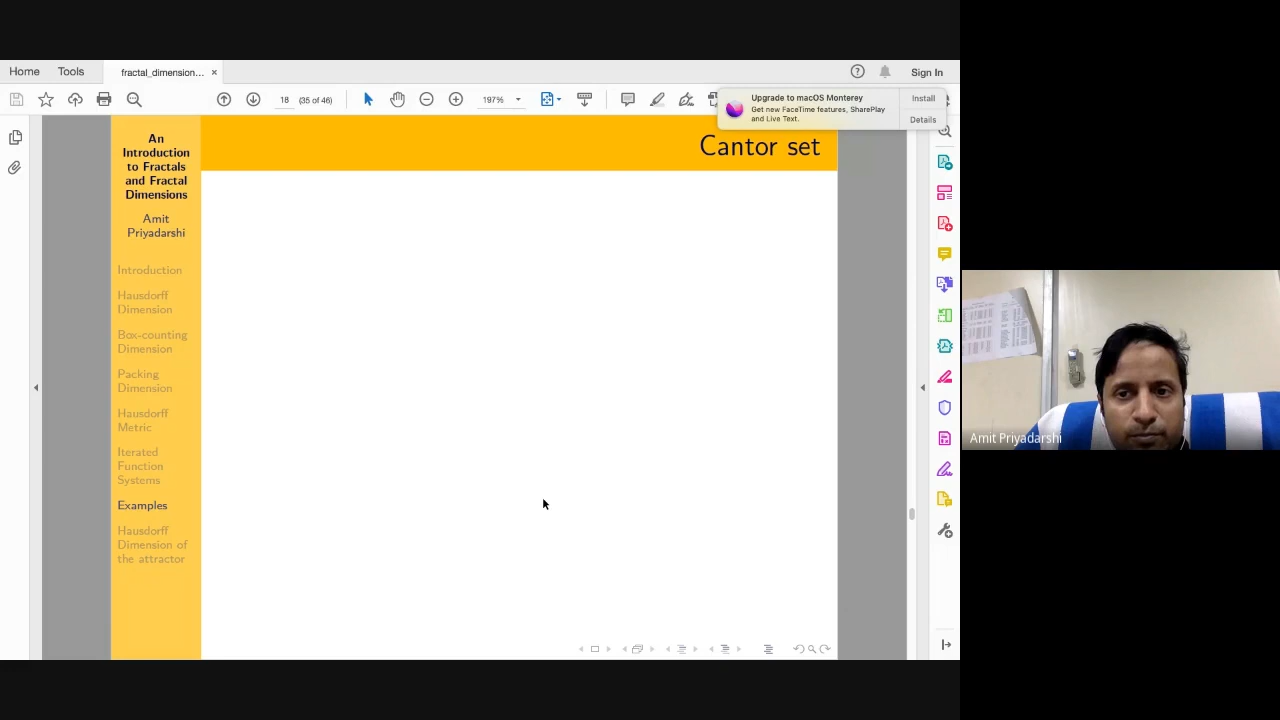 Home
Tools
fractal_dimension...
Sign In
18
(35 of 46)
197%
Upgrade to macOS Monterey
Get new FaceTime features, SharePlay
and Live Text.
Install
Details
An
Introduction
to Fractals
and Fractal
Dimensions
Amit
Priyadarshi
Introduction
Hausdorff
Dimension
Box-counting
Dimension
Packing
Dimension
Hausdorff
Metric
Iterated
Function
Systems
Examples
Hausdorff
Dimension of
the attractor
Cantor set
Amit Priyadarshi